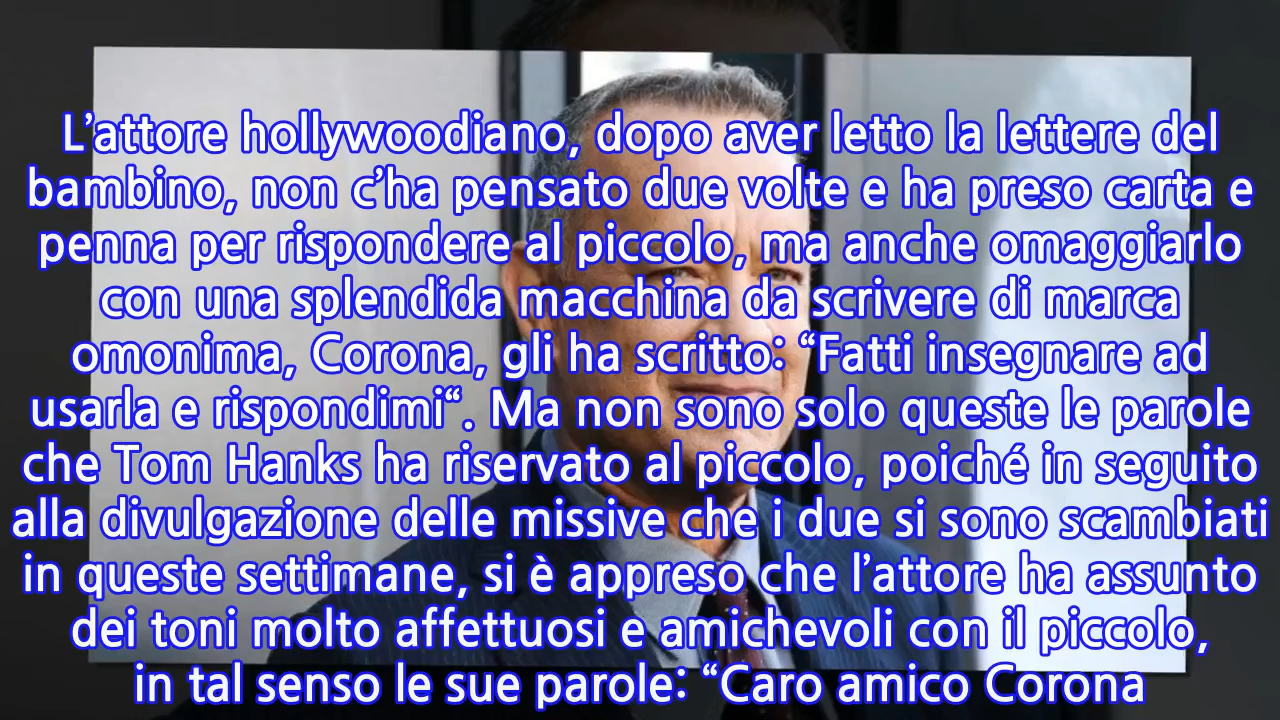 L’attore hollywoodiano, dopo aver letto la lettere del
bambino, non c’ha pensato due volte e ha preso carta e
penna per rispondere al piccolo, ma anche omaggiarlo
con una splendida macchina da scrivere di marca
omonima, Corona, gli ha scritto: “Fatti insegnare ad
usarla e rispondimi“. Ma non sono solo queste le parole
che Tom Hanks ha riservato al piccolo, poiché in seguito
alla divulgazione delle missive che i due si sono scambiati
in queste settimane, si è appreso che l’attore ha assunto
dei toni molto affettuosi e amichevoli con il piccolo,
in tal senso le sue parole: “Caro amico Corona